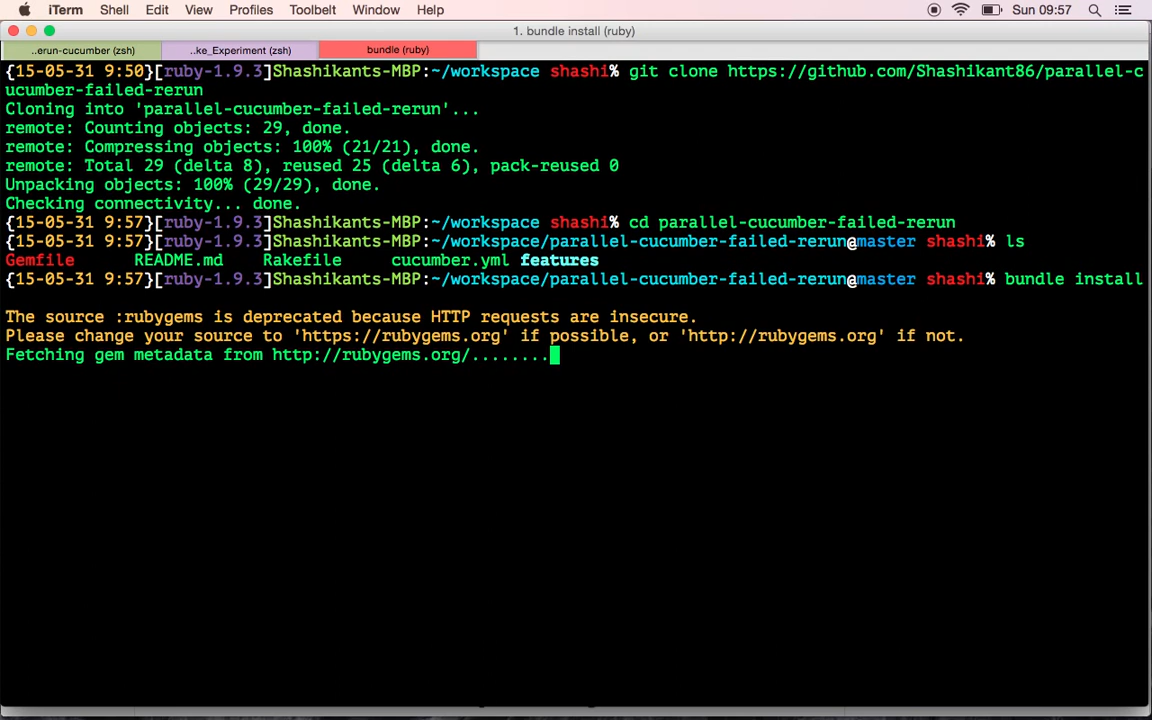 iTerm Shell Edit View Profiles Toolbelt Window Help Sun 09:57
1. bundle install (ruby)
..erun-cucumber (zsh) ..ke_Experiment (zsh) bundle (ruby)
{15-05-31 9:50}[ruby-1.9.3]Shashikants-MBP:~/workspace shashi% git clone https://github.com/Shashikant86/parallel-c
ucumber-failed-rerun
Cloning into 'parallel-cucumber-failed-rerun'...
remote: Counting objects: 29, done.
remote: Compressing objects: 100% (21/21), done.
remote: Total 29 (delta 8), reused 25 (delta 6), pack-reused 0
Unpacking objects: 100% (29/29), done.
Checking connectivity... done.
{15-05-31 9:57}[ruby-1.9.3]Shashikants-MBP:~/workspace shashi% cd parallel-cucumber-failed-rerun
{15-05-31 9:57}[ruby-1.9.3]Shashikants-MBP:~/workspace/parallel-cucumber-failed-rerun@master shashi% ls
Gemfile README.md Rakefile cucumber.yml features
{15-05-31 9:57}[ruby-1.9.3]Shashikants-MBP:~/workspace/parallel-cucumber-failed-rerun@master shashi% bundle install
The source :rubygems is deprecated because HTTP requests are insecure.
Please change your source to 'https://rubygems.org' if possible, or 'http://rubygems.org' if not.
Fetching gem metadata from http://rubygems.org/........